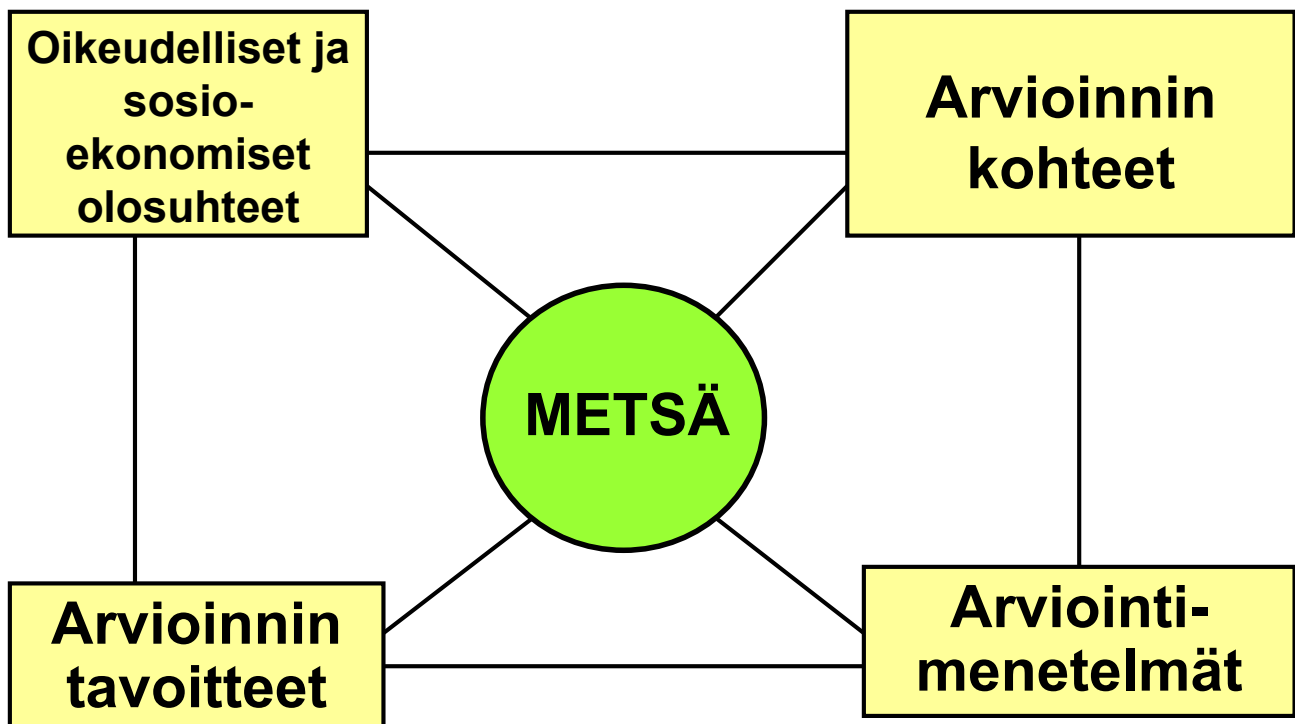 Oikeudelliset ja
sosio-
ekonomiset
olosuhteet
Arvioinnin
kohteet
METSÄ
Arvioinnin
tavoitteet
Arviointi-
menetelmät